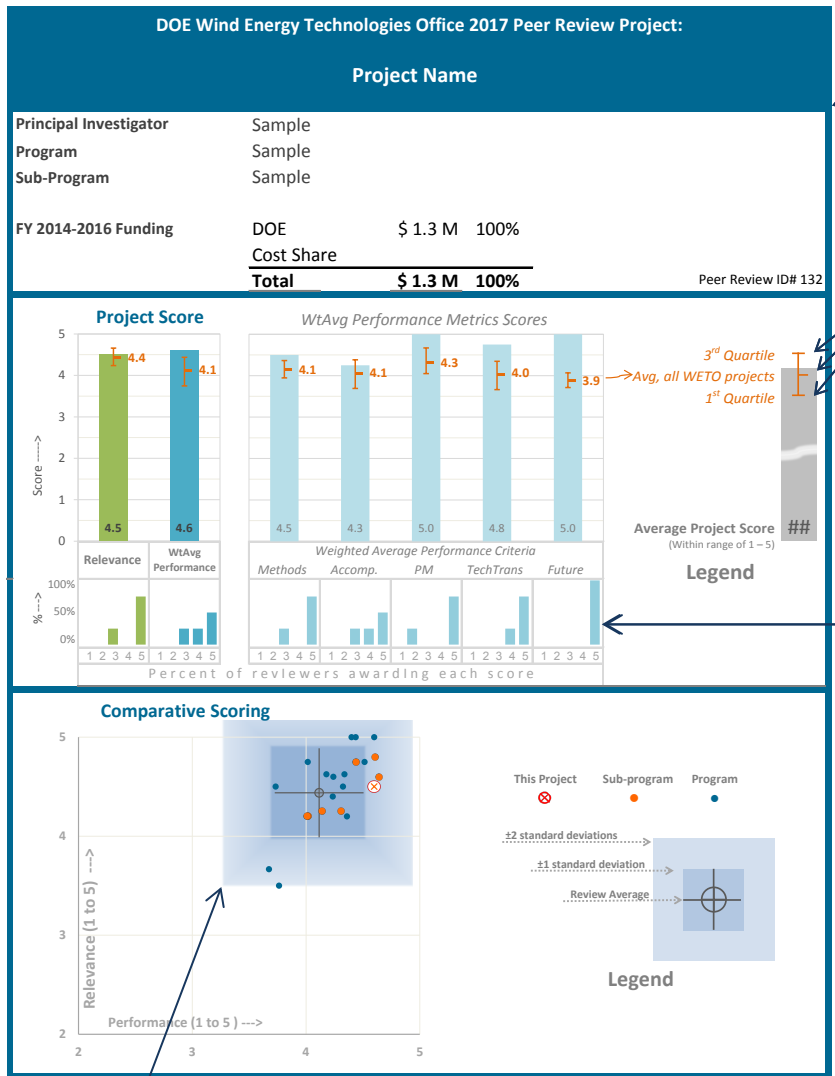 DOE Wind Energy Technologies Office 2017 Peer Review Project:
Project Name
Principal Investigator Sample
Program Sample
Sub-Program Sample
FY 2014-2016 Funding DOE $ 1.3 M 100%
Cost Share
Total $ 1.3 M 100%
Peer Review ID# 132
Project Score
WtAvg Performance Metrics Scores
Score ----->
5
4
3
2
1
0
4.4
4.1
4.1
4.1
4.3
4.0
3.9
4.5
4.6
4.5
4.3
5.0
4.8
5.0
3rd Quartile
Avg, all WETO projects
1st Quartile
Average Project Score ##
(Within range of 1 – 5)
Legend
Relevance
WtAvg
Performance
Weighted Average Performance Criteria
Methods Accomp. PM TechTrans Future
% --->
100%
50%
0%
1 2 3 4 5 1 2 3 4 5 1 2 3 4 5 1 2 3 4 5 1 2 3 4 5 1 2 3 4 5 1 2 3 4 5
Percent of reviewers awarding each score
Comparative Scoring
Relevance (1 to 5) --->
5
4
3
2
Performance (1 to 5 ) --->
2 3 4 5
This Project Sub-program Program
±2 standard deviations
±1 standard deviation
Review Average
Legend